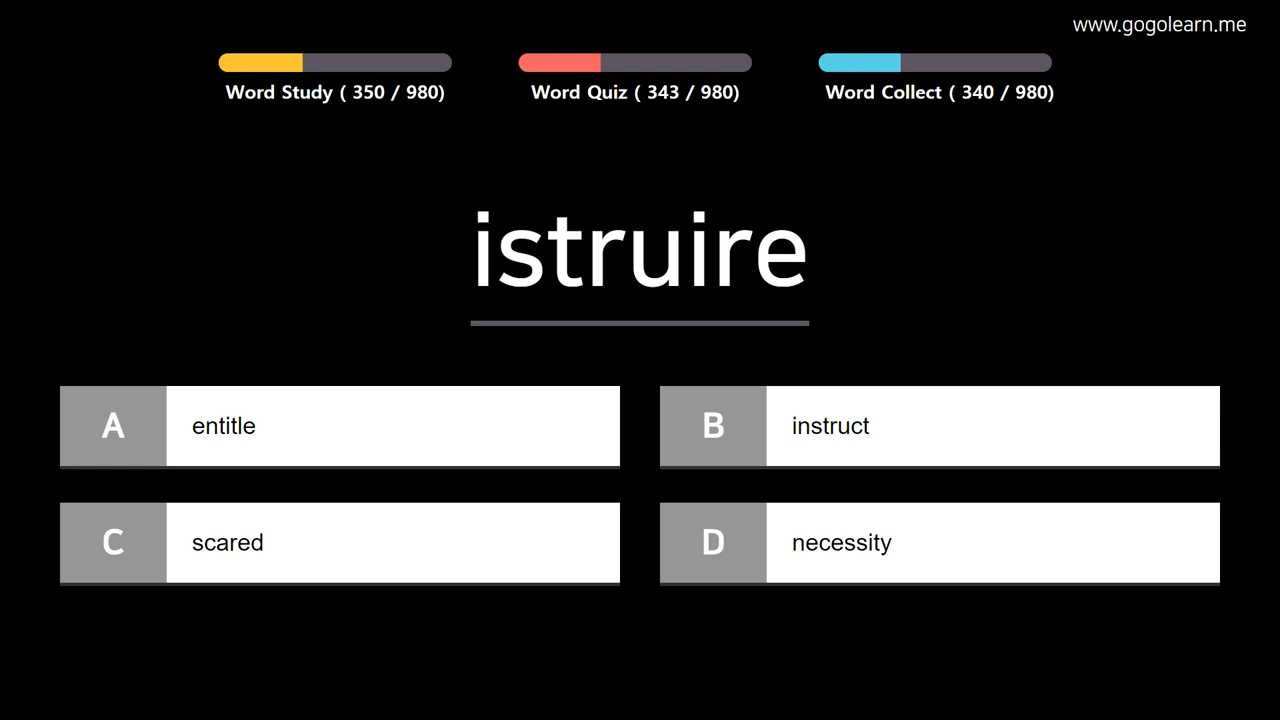 www.gogolearn.me
Word Study ( 350 / 980)
Word Quiz ( 343 / 980)
Word Collect ( 340 / 980)
istruire
A entitle
B instruct
C scared
D necessity